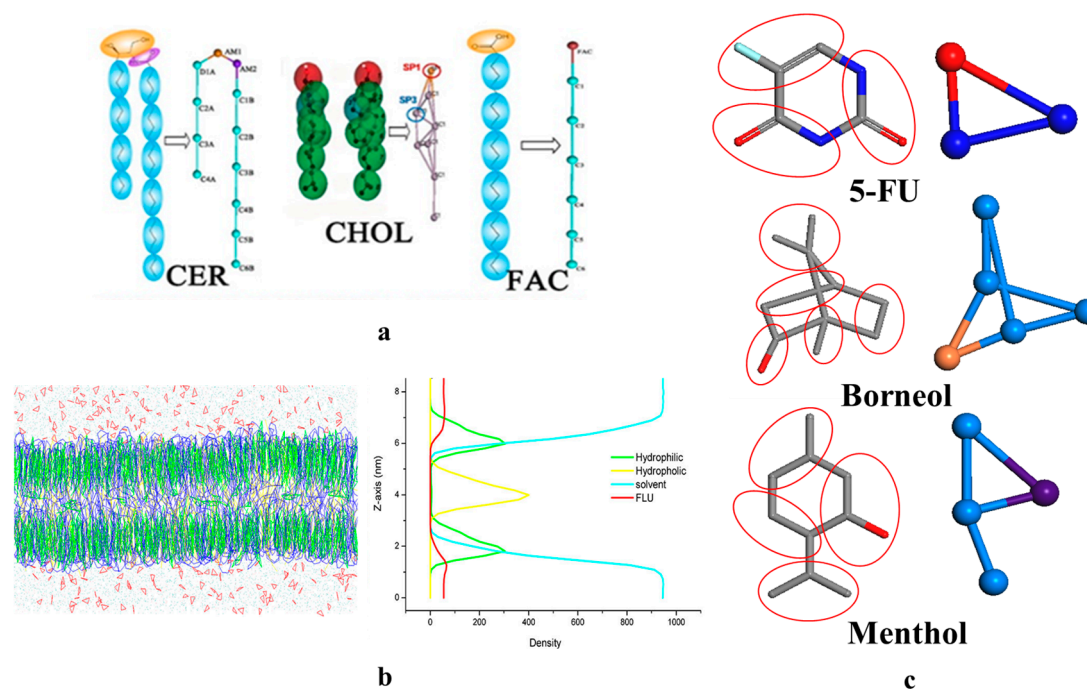 AM1
D1A
AM2
C1B
C2A
C2B
C3A
C3B
C4A
C4B
C5B
C6B
CER
SP1
SP3
CHOL
OH
FAC
C1
C2
C3
C4
C5
C6
FAC
a
5-FU
Borneol
Menthol
c
Z-axis (nm)
8
6
4
2
0
Hydrophilic
Hydropholic
solvent
FLU
0 200 400 600 800 1000
Density
b